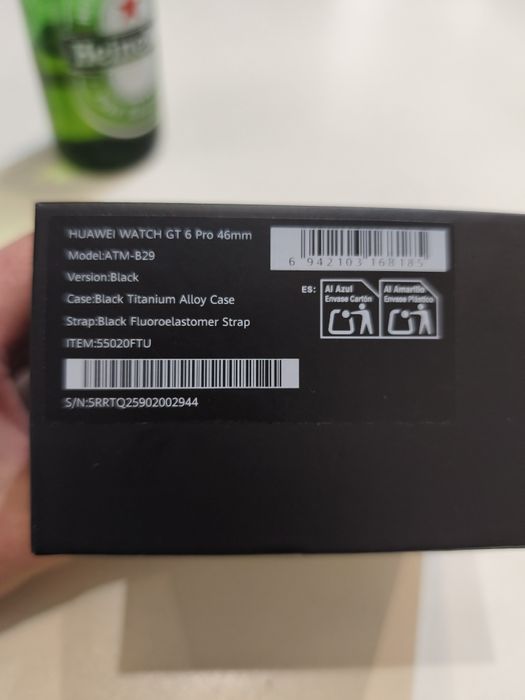 Heineken
HUAWEI WATCH GT 6 Pro 46mm
Model:ATM-B29
Version:Black
Case:Black Titanium Alloy Case
Strap:Black Fluoroelastomer Strap
ITEM:55020FTU
S/N:5RRTQ25902002944
6 942103 168185
ES:
Al Azul
Envase Cartón
Al Amarillo
Envase Plástico